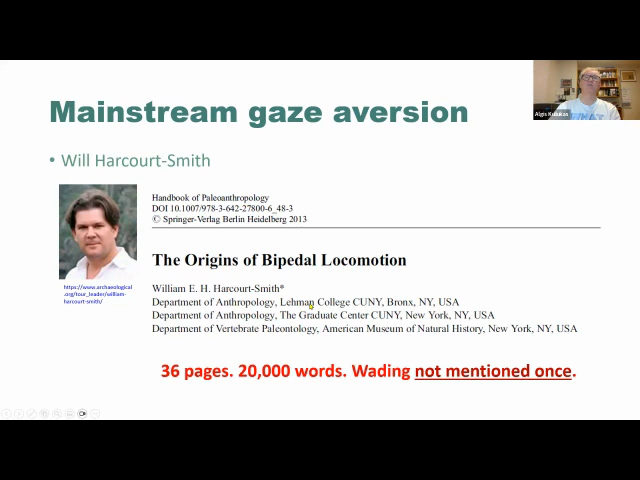 Mainstream gaze aversion
Algis Kuliukas
• Will Harcourt-Smith
Handbook of Paleoanthropology
DOI 10.1007/978-3-642-27800-6_48-3
© Springer-Verlag Berlin Heidelberg 2013
The Origins of Bipedal Locomotion
William E. H. Harcourt-Smith*
Department of Anthropology, Lehman College CUNY, Bronx, NY, USA
Department of Anthropology, The Graduate Center CUNY, New York, NY, USA
Department of Vertebrate Paleontology, American Museum of Natural History, New York, NY, USA
https://www.archaeological
.org/tour_leader/william-
harcourt-smith/
36 pages. 20,000 words. Wading not mentioned once.